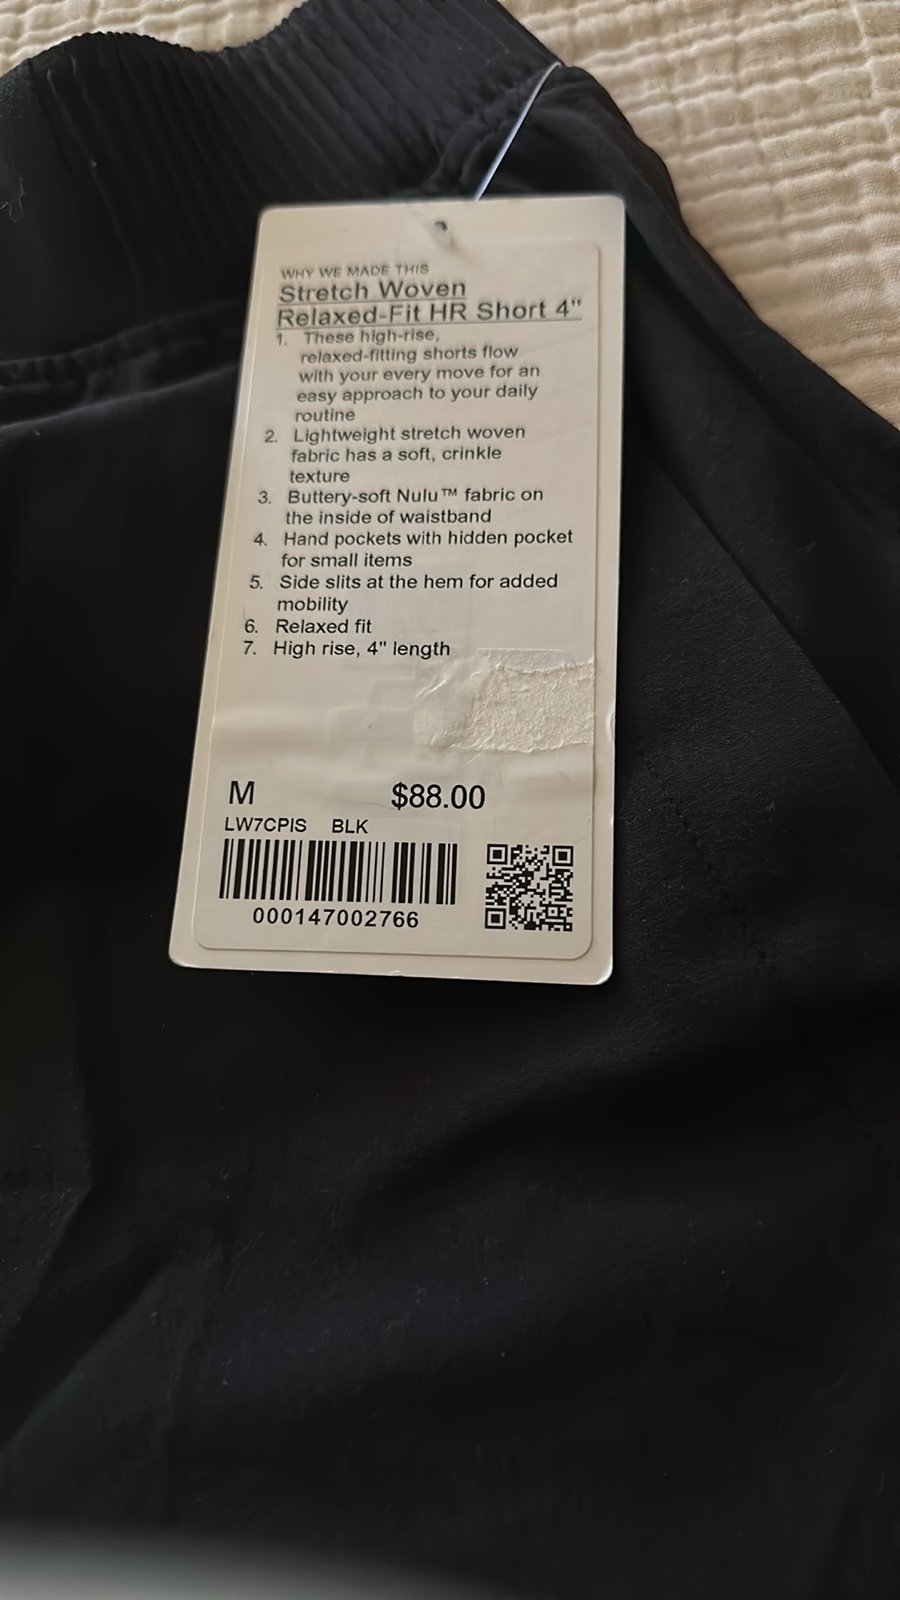 WHY WE MADE THIS
Stretch Woven
Relaxed-Fit HR Short 4"
1. These high-rise,
relaxed-fitting shorts flow
with your every move for an
easy approach to your daily
routine
2. Lightweight stretch woven
fabric has a soft, crinkle
texture
3. Buttery-soft Nulu™ fabric on
the inside of waistband
4. Hand pockets with hidden pocket
for small items
5. Side slits at the hem for added
mobility
6. Relaxed fit
7. High rise, 4" length
M $88.00
LW7CPIS BLK
000147002766